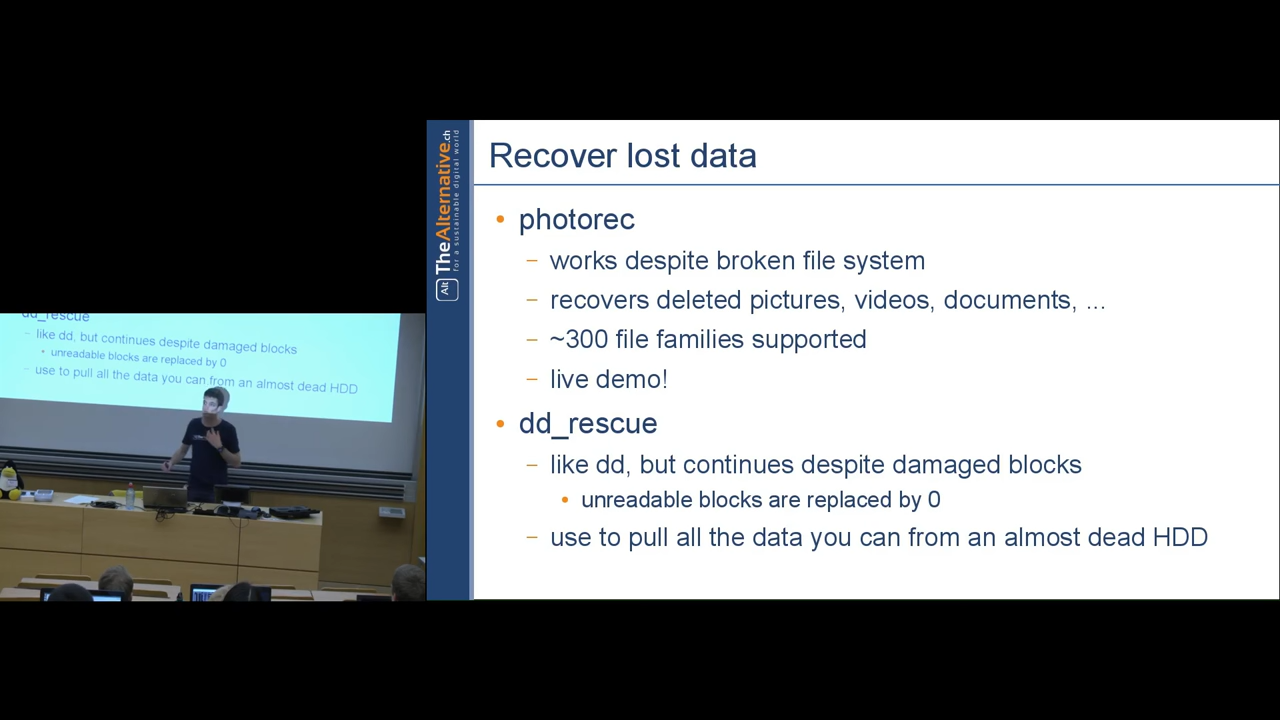 Recover lost data
• photorec
– works despite broken file system
– recovers deleted pictures, videos, documents, ...
– ~300 file families supported
– live demo!
• dd_rescue
– like dd, but continues despite damaged blocks
• unreadable blocks are replaced by 0
– use to pull all the data you can from an almost dead HDD
Alt TheAlternative.ch
for a sustainable digital world
dd_rescue
– like dd, but continues despite damaged blocks
• unreadable blocks are replaced by 0
– use to pull all the data you can from an almost dead HDD